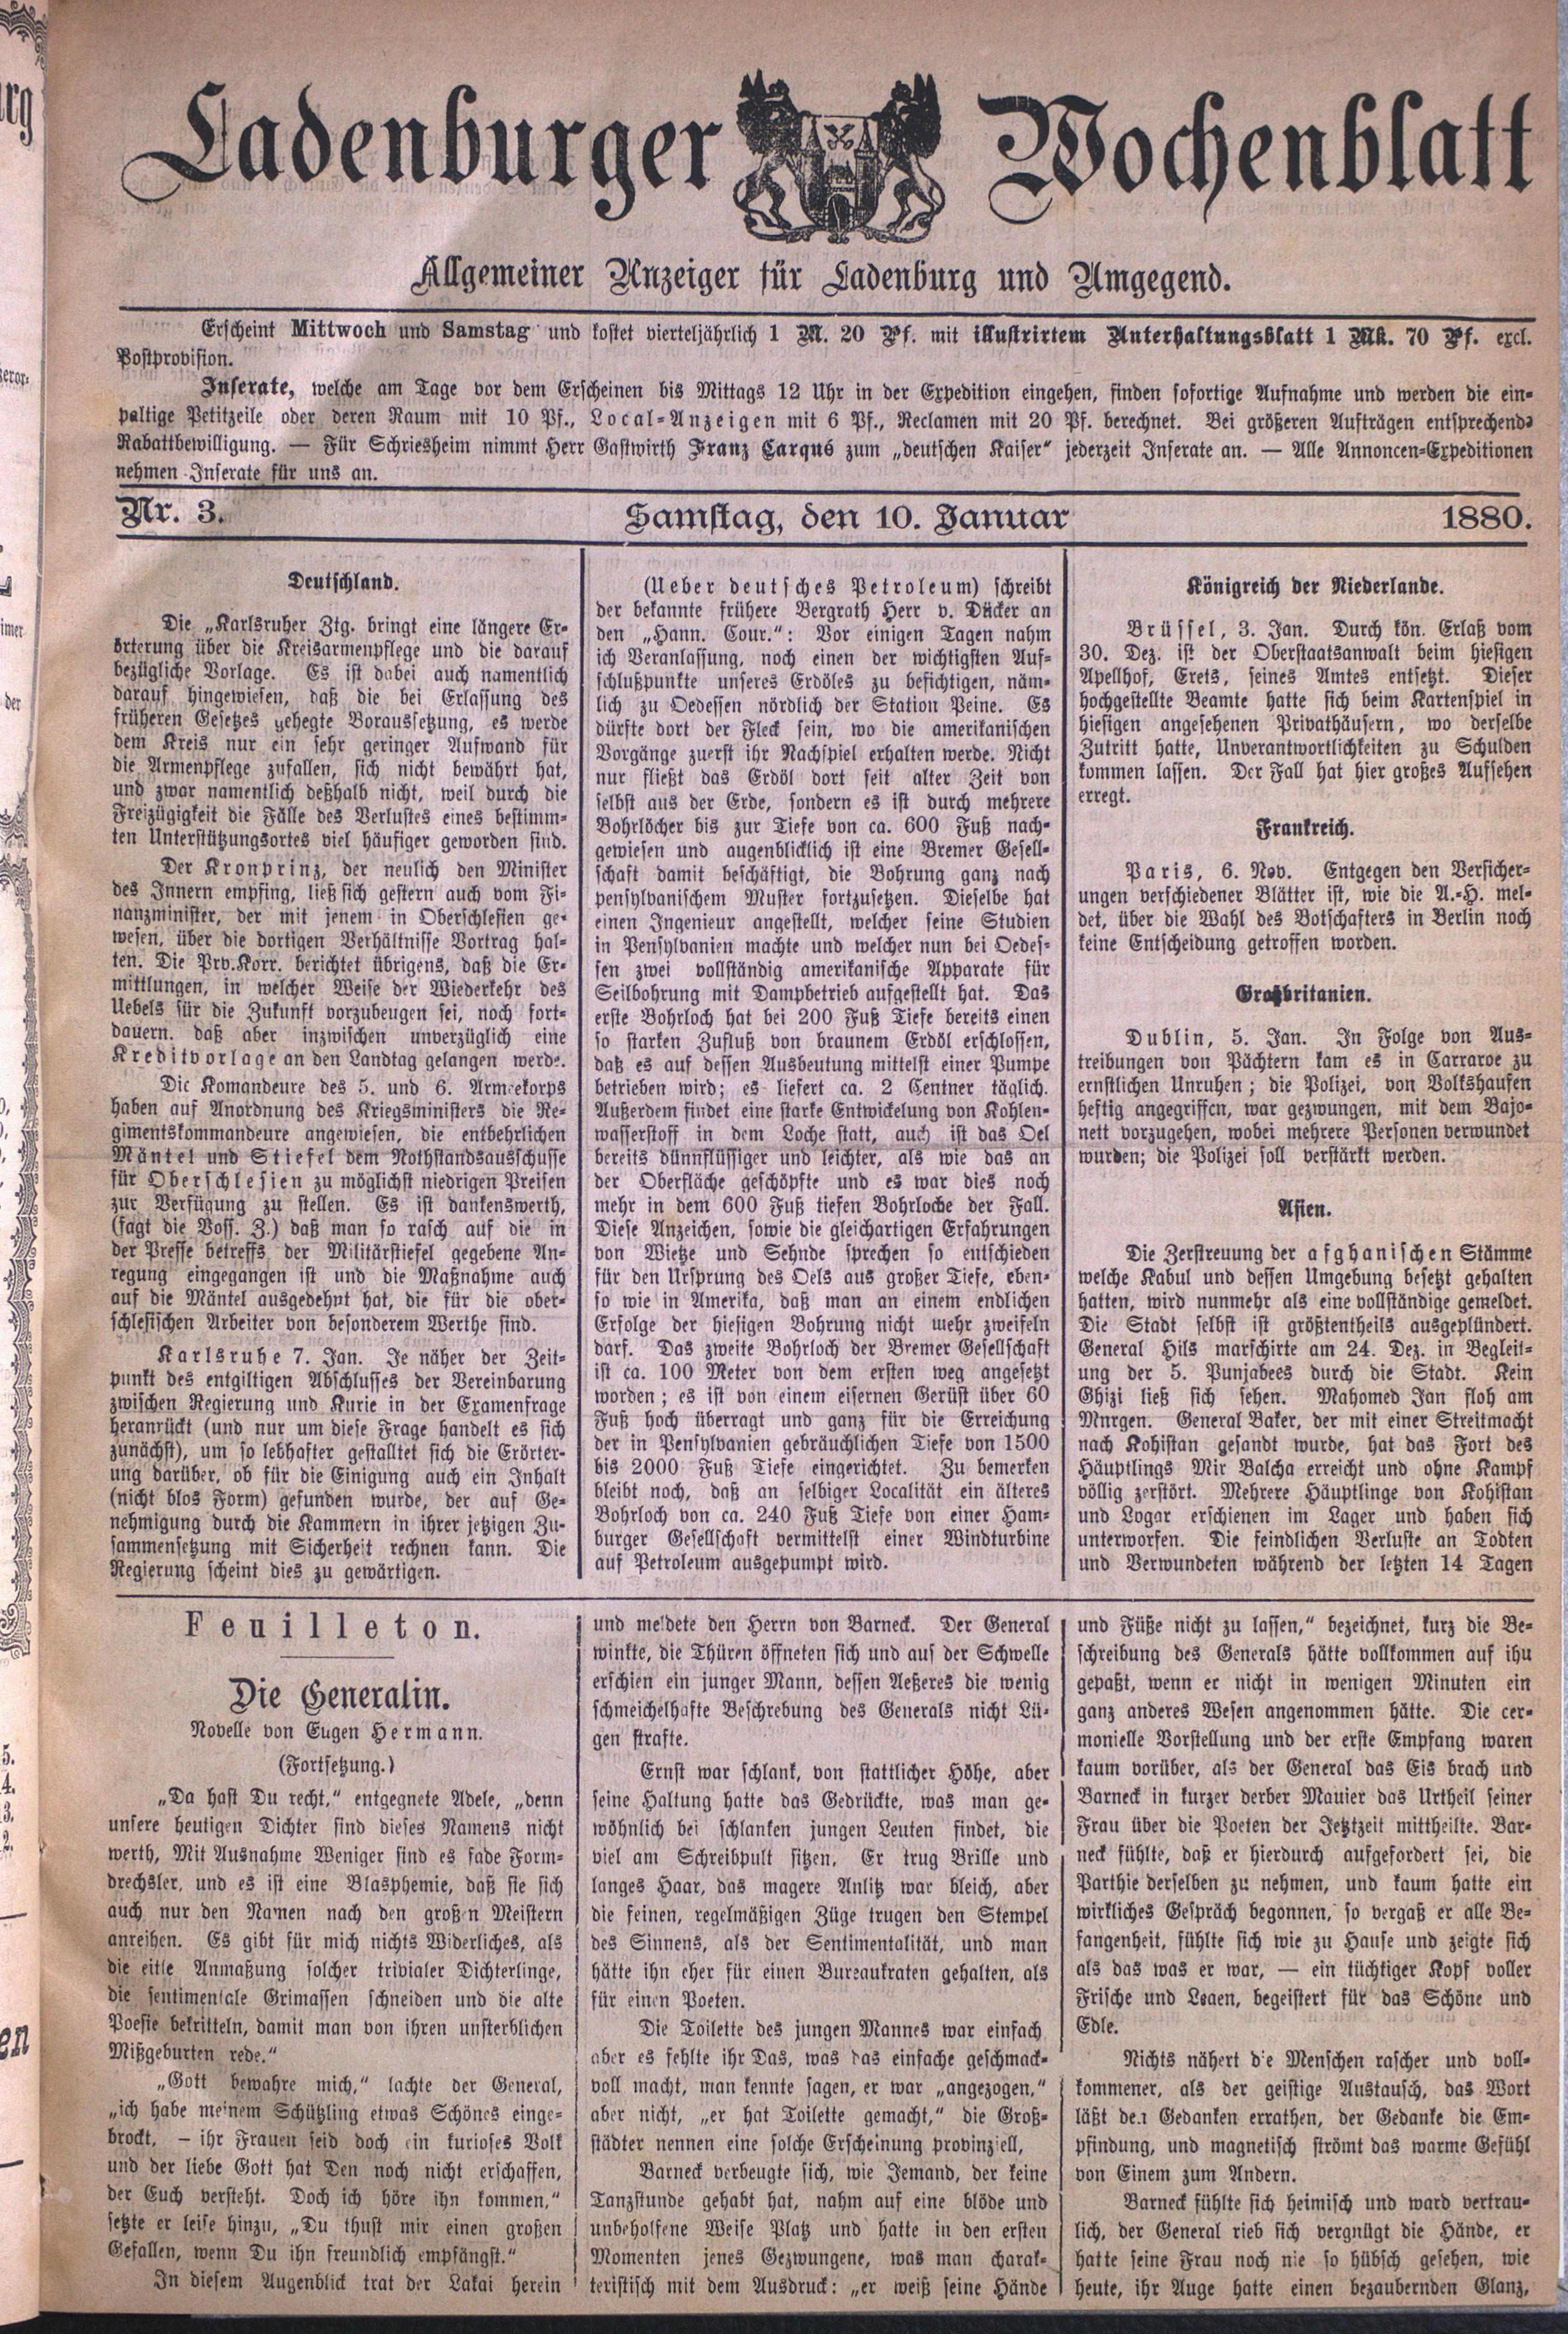 Ladenburger Wochenblatt
Allgemeiner Anzeiger für Ladenburg und Umgegend.
Erscheint Mittwoch und Samstag und kostet vierteljährlich 1 M. 20 Pf. mit illustrirtem Unterhaltungsblatt 1 Mk. 70 Pf. excl.
Postprovision.
Inserate, welche am Tage vor dem Erscheinen bis Mittags 12 Uhr in der Expedition eingehen, finden sofortige Aufnahme und werden die ein-
paltige Petitzeile oder deren Raum mit 10 Pf., Local-Anzeigen mit 6 Pf., Reclamen mit 20 Pf. berechnet. Bei größeren Aufträgen entsprechende
Rabattbewilligung. — Für Schriesheim nimmt Herr Gastwirth Franz Carqué zum „deutschen Kaiser“ jederzeit Inserate an. — Alle Annoncen-Expeditionen
nehmen Inserate für uns an.
Nr. 3. Samstag, den 10. Januar 1880.
Deutschland.
Die „Karlsruher Ztg. bringt eine längere Er-
örterung über die Kreisarmenpflege und die darauf
bezügliche Vorlage. Es ist dabei auch namentlich
darauf hingewiesen, daß die bei Erlassung des
früheren Gesetzes gehegte Voraussetzung, es werde
dem Kreis nur ein sehr geringer Aufwand für
die Armenpflege zufallen, sich nicht bewährt hat,
und zwar namentlich deßhalb nicht, weil durch die
Freizügigkeit die Fälle des Verlustes eines bestimm-
ten Unterstützungsortes viel häufiger geworden sind.
Der Kronprinz, der neulich den Minister
des Innern empfing, ließ sich gestern auch vom Fi-
nanzminister, der mit jenem in Oberschlesien ge-
wesen, über die dortigen Verhältnisse Vortrag hal-
ten. Die Prv.Korr. berichtet übrigens, daß die Er-
mittlungen, in welcher Weise der Wiederkehr des
Uebels für die Zukunft vorzubeugen sei, noch fort-
dauern. daß aber inzwischen unverzüglich eine
Kreditvorlage an den Landtag gelangen werde.
Die Komandeure des 5. und 6. Armeekorps
haben auf Anordnung des Kriegsministers die Re-
gimentskommandeure angewiesen, die entbehrlichen
Mäntel und Stiefel dem Nothstandsausschusse
für Oberschlesien zu möglichst niedrigen Preisen
zur Verfügung zu stellen. Es ist dankenswerth,
(sagt die Voss. Z.) daß man so rasch auf die in
der Presse betreffs der Militärstiefel gegebene An-
regung eingegangen ist und die Maßnahme auch
auf die Mäntel ausgedehnt hat, die für die ober-
schlesischen Arbeiter von besonderem Werthe sind.
Karlsruhe 7. Jan. Je näher der Zeit-
punkt des entgiltigen Abschlusses der Vereinbarung
zwischen Regierung und Kurie in der Examenfrage
heranrückt (und nur um diese Frage handelt es sich
zunächst), um so lebhafter gestalltet sich die Erörter-
ung darüber, ob für die Einigung auch ein Inhalt
(nicht blos Form) gefunden wurde, der auf Ge-
nehmigung durch die Kammern in ihrer jetzigen Zu-
sammensetzung mit Sicherheit rechnen kann. Die
Regierung scheint dies zu gewärtigen.
(Ueber deutsches Petroleum) schreibt
der bekannte frühere Bergrath Herr v. Dücker an
den „Hann. Cour.“: Vor einigen Tagen nahm
ich Veranlassung, noch einen der wichtigsten Auf-
schlußpunkte unseres Erdöles zu besichtigen, näm-
lich zu Oedessen nördlich der Station Peine. Es
dürfte dort der Fleck sein, wo die amerikanischen
Vorgänge zuerst ihr Nachspiel erhalten werde. Nicht
nur fließt das Erdöl dort seit alter Zeit von
selbst aus der Erde, sondern es ist durch mehrere
Bohrlöcher bis zur Tiefe von ca. 600 Fuß nach-
gewiesen und augenblicklich ist eine Bremer Gesell-
schaft damit beschäftigt, die Bohrung ganz nach
pensylvanischem Muster fortzusetzen. Dieselbe hat
einen Ingenieur angestellt, welcher seine Studien
in Pensylvanien machte und welcher nun bei Oedes-
sen zwei vollständig amerikanische Apparate für
Seilbohrung mit Dampbetrieb aufgestellt hat. Das
erste Bohrloch hat bei 200 Fuß Tiefe bereits einen
so starken Zufluß von braunem Erdöl erschlossen,
daß es auf dessen Ausbeutung mittelst einer Pumpe
betrieben wird; es liefert ca. 2 Centner täglich.
Außerdem findet eine starke Entwickelung von Kohlen-
wasserstoff in dem Loche statt, auch ist das Oel
bereits dünnflüssiger und leichter, als wie das an
der Oberfläche geschöpfte und es war dies noch
mehr in dem 600 Fuß tiefen Bohrloche der Fall.
Diese Anzeichen, sowie die gleichartigen Erfahrungen
von Wietze und Sehnde sprechen so entschieden
für den Ursprung des Oels aus großer Tiefe, eben-
so wie in Amerika, daß man an einem endlichen
Erfolge der hiesigen Bohrung nicht mehr zweifeln
darf. Das zweite Bohrloch der Bremer Gesellschaft
ist ca. 100 Meter von dem ersten weg angesetzt
worden; es ist von einem eisernen Gerüst über 60
Fuß hoch überragt und ganz für die Erreichung
der in Pensylvanien gebräuchlichen Tiefe von 1500
bis 2000 Fuß Tiefe eingerichtet. Zu bemerken
bleibt noch, daß an selbiger Localität ein älteres
Bohrloch von ca. 240 Fuß Tiefe von einer Ham-
burger Gesellschaft vermittelst einer Windturbine
auf Petroleum ausgepumpt wird.
Königreich der Niederlande.
Brüssel, 3. Jan. Durch kön. Erlaß vom
30. Dez. ist der Oberstaatsanwalt beim hiesigen
Apellhof, Erets, seines Amtes entsetzt. Dieser
hochgestellte Beamte hatte sich beim Kartenspiel in
hiesigen angesehenen Privathäusern, wo derselbe
Zutritt hatte, Unverantwortlichkeiten zu Schulden
kommen lassen. Der Fall hat hier großes Aufsehen
erregt.
Frankreich.
Paris, 6. Nov. Entgegen den Versicher-
ungen verschiedener Blätter ist, wie die A.-H. mel-
det, über die Wahl des Botschafters in Berlin noch
keine Entscheidung getroffen worden.
Großbritanien.
Dublin, 5. Jan. In Folge von Aus-
treibungen von Pächtern kam es in Carraroe zu
ernstlichen Unruhen; die Polizei, von Volkshaufen
heftig angegriffen, war gezwungen, mit dem Bajo-
nett vorzugehen, wobei mehrere Personen verwundet
wurden; die Polizei soll verstärkt werden.
Asien.
Die Zerstreuung der afghanischen Stämme
welche Kabul und dessen Umgebung besetzt gehalten
hatten, wird nunmehr als eine vollständige gemeldet.
Die Stadt selbst ist größtentheils ausgeplündert.
General Hils marschirte am 24. Dez. in Begleit-
ung der 5. Punjabees durch die Stadt. Kein
Ghizi ließ sich sehen. Mahomed Jan floh am
Mnrgen. General Baker, der mit einer Streitmacht
nach Kohistan gesandt wurde, hat das Fort des
Häuptlings Mir Balcha erreicht und ohne Kampf
völlig zerstört. Mehrere Häuptlinge von Kohistan
und Logar erschienen im Lager und haben sich
unterworfen. Die feindlichen Verluste an Todten
und Verwundeten während der letzten 14 Tagen
Feuilleton.
Die Generalin.
Novelle von Eugen Hermann.
(Fortsetzung.)
„Da hast Du recht,“ entgegnete Adele, „denn
unsere heutigen Dichter sind dieses Namens nicht
werth, Mit Ausnahme Weniger sind es fade Form-
drechsler, und es ist eine Blasphemie, daß sie sich
auch nur den Namen nach den großen Meistern
anreihen. Es gibt für mich nichts Widerliches, als
die eitle Anmaßung solcher trivialer Dichterlinge,
die sentimentale Grimassen schneiden und die alte
Poesie bekritteln, damit man von ihren unsterblichen
Mißgeburten rede.“
„Gott bewahre mich,“ lachte der General,
„ich habe meinem Schützling etwas Schönes einge-
brockt, – ihr Frauen seid doch ein kurioses Volk
und der liebe Gott hat Den noch nicht erschaffen,
der Euch versteht. Doch ich höre ihn kommen,“
setzte er leise hinzu, „Du thust mir einen großen
Gefallen, wenn Du ihn freundlich empfängst.“
In diesem Augenblick trat der Lakai herein
und meldete den Herrn von Barneck. Der General
winkte, die Thüren öffneten sich und auf der Schwelle
erschien ein junger Mann, dessen Aeßeres die wenig
schmeichelhafte Beschrebung des Generals nicht Lü-
gen strafte.
Ernst war schlank, von stattlicher Höhe, aber
seine Haltung hatte das Gedrückte, was man ge-
wöhnlich bei schlanken jungen Leuten findet, die
viel am Schreibpult sitzen. Er trug Brille und
langes Haar, das magere Anlitz war bleich, aber
die feinen, regelmäßigen Züge trugen den Stempel
des Sinnens, als der Sentimentalität, und man
hätte ihn eher für einen Bureaukraten gehalten, als
für einen Poeten.
Die Toilette des jungen Mannes war einfach
aber es fehlte ihr Das, was das einfache geschmack-
voll macht, man kennte sagen, er war „angezogen,“
aber nicht, „er hat Toilette gemacht,“ die Groß-
städter nennen eine solche Erscheinung provinziell,
Barneck verbeugte sich, wie Jemand, der keine
Tanzstunde gehabt hat, nahm auf eine blöde und
unbeholfene Weise Platz und hatte in den ersten
Momenten jenes Gezwungene, was man charak-
teristisch mit dem Ausdruck: „er weiß seine Hände
und Füße nicht zu lassen,“ bezeichnet, kurz die Be-
schreibung des Generals hätte vollkommen auf ihu
gepaßt, wenn er nicht in wenigen Minuten ein
ganz anderes Wesen angenommen hätte. Die cer-
monielle Vorstellung und der erste Empfang waren
kaum vorüber, als der General das Eis brach und
Barneck in kurzer derber Mauier das Urtheil seiner
Frau über die Poeten der Jetztzeit mittheilte. Bar-
neck fühlte, daß er hierdurch aufgefordert sei, die
Parthie derselben zu nehmen, und kaum hatte ein
wirkliches Gespräch begonnen, so vergaß er alle Be-
fangenheit, fühlte sich wie zu Hause und zeigte sich
als das was er war, — ein tüchtiger Kopf voller
Frische und begeistert für das Schöne und
Edle.
Nichts nähert die Menschen rascher und voll-
kommener, als der geistige Austausch, das Wort
läßt den Gedanken errathen, der Gedanke die Em-
pfindung, und magnetisch strömt das warme Gefühl
von Einem zum Andern.
Barneck fühlte sich heimisch und ward vertrau-
lich, der General rieb sich vergnügt die Hände, er
hatte seine Frau noch nie so hübsch gesehen, wie
heute, ihr Auge hatte einen bezaubernden Glanz,